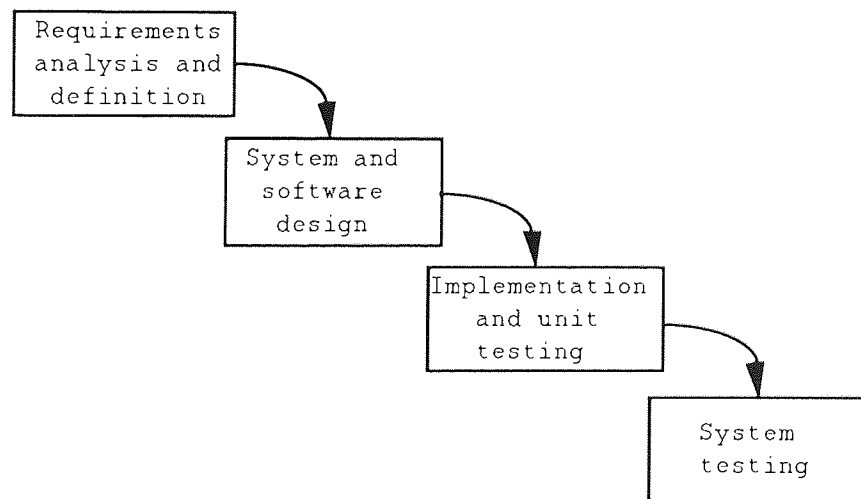 Requirements
analysis and
definition
System and
software
design
Implementation
and unit
testing
System
testing